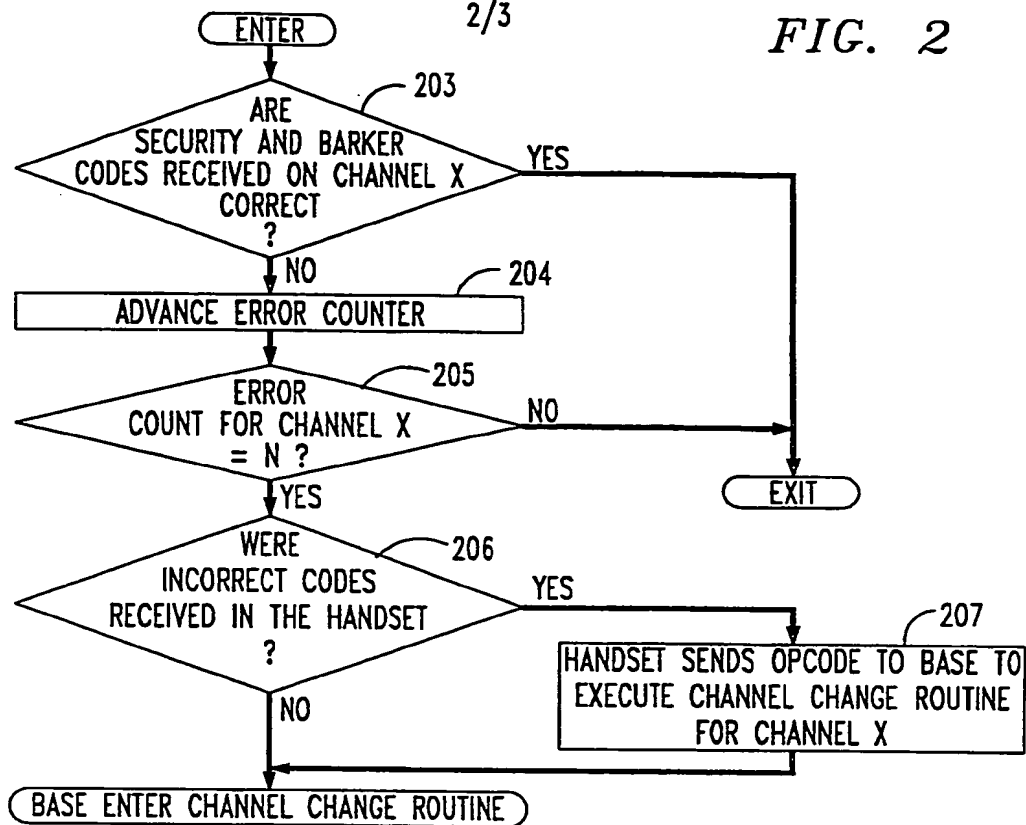 2/3
FIG. 2
ENTER
203
ARE
SECURITY AND BARKER
CODES RECEIVED ON CHANNEL X
CORRECT
?
YES
NO
204
ADVANCE ERROR COUNTER
205
ERROR
COUNT FOR CHANNEL X
= N ?
NO
EXIT
YES
206
WERE
INCORRECT CODES
RECEIVED IN THE HANDSET
?
YES
207
HANDSET SENDS OPCODE TO BASE TO
EXECUTE CHANNEL CHANGE ROUTINE
FOR CHANNEL X
NO
BASE ENTER CHANNEL CHANGE ROUTINE